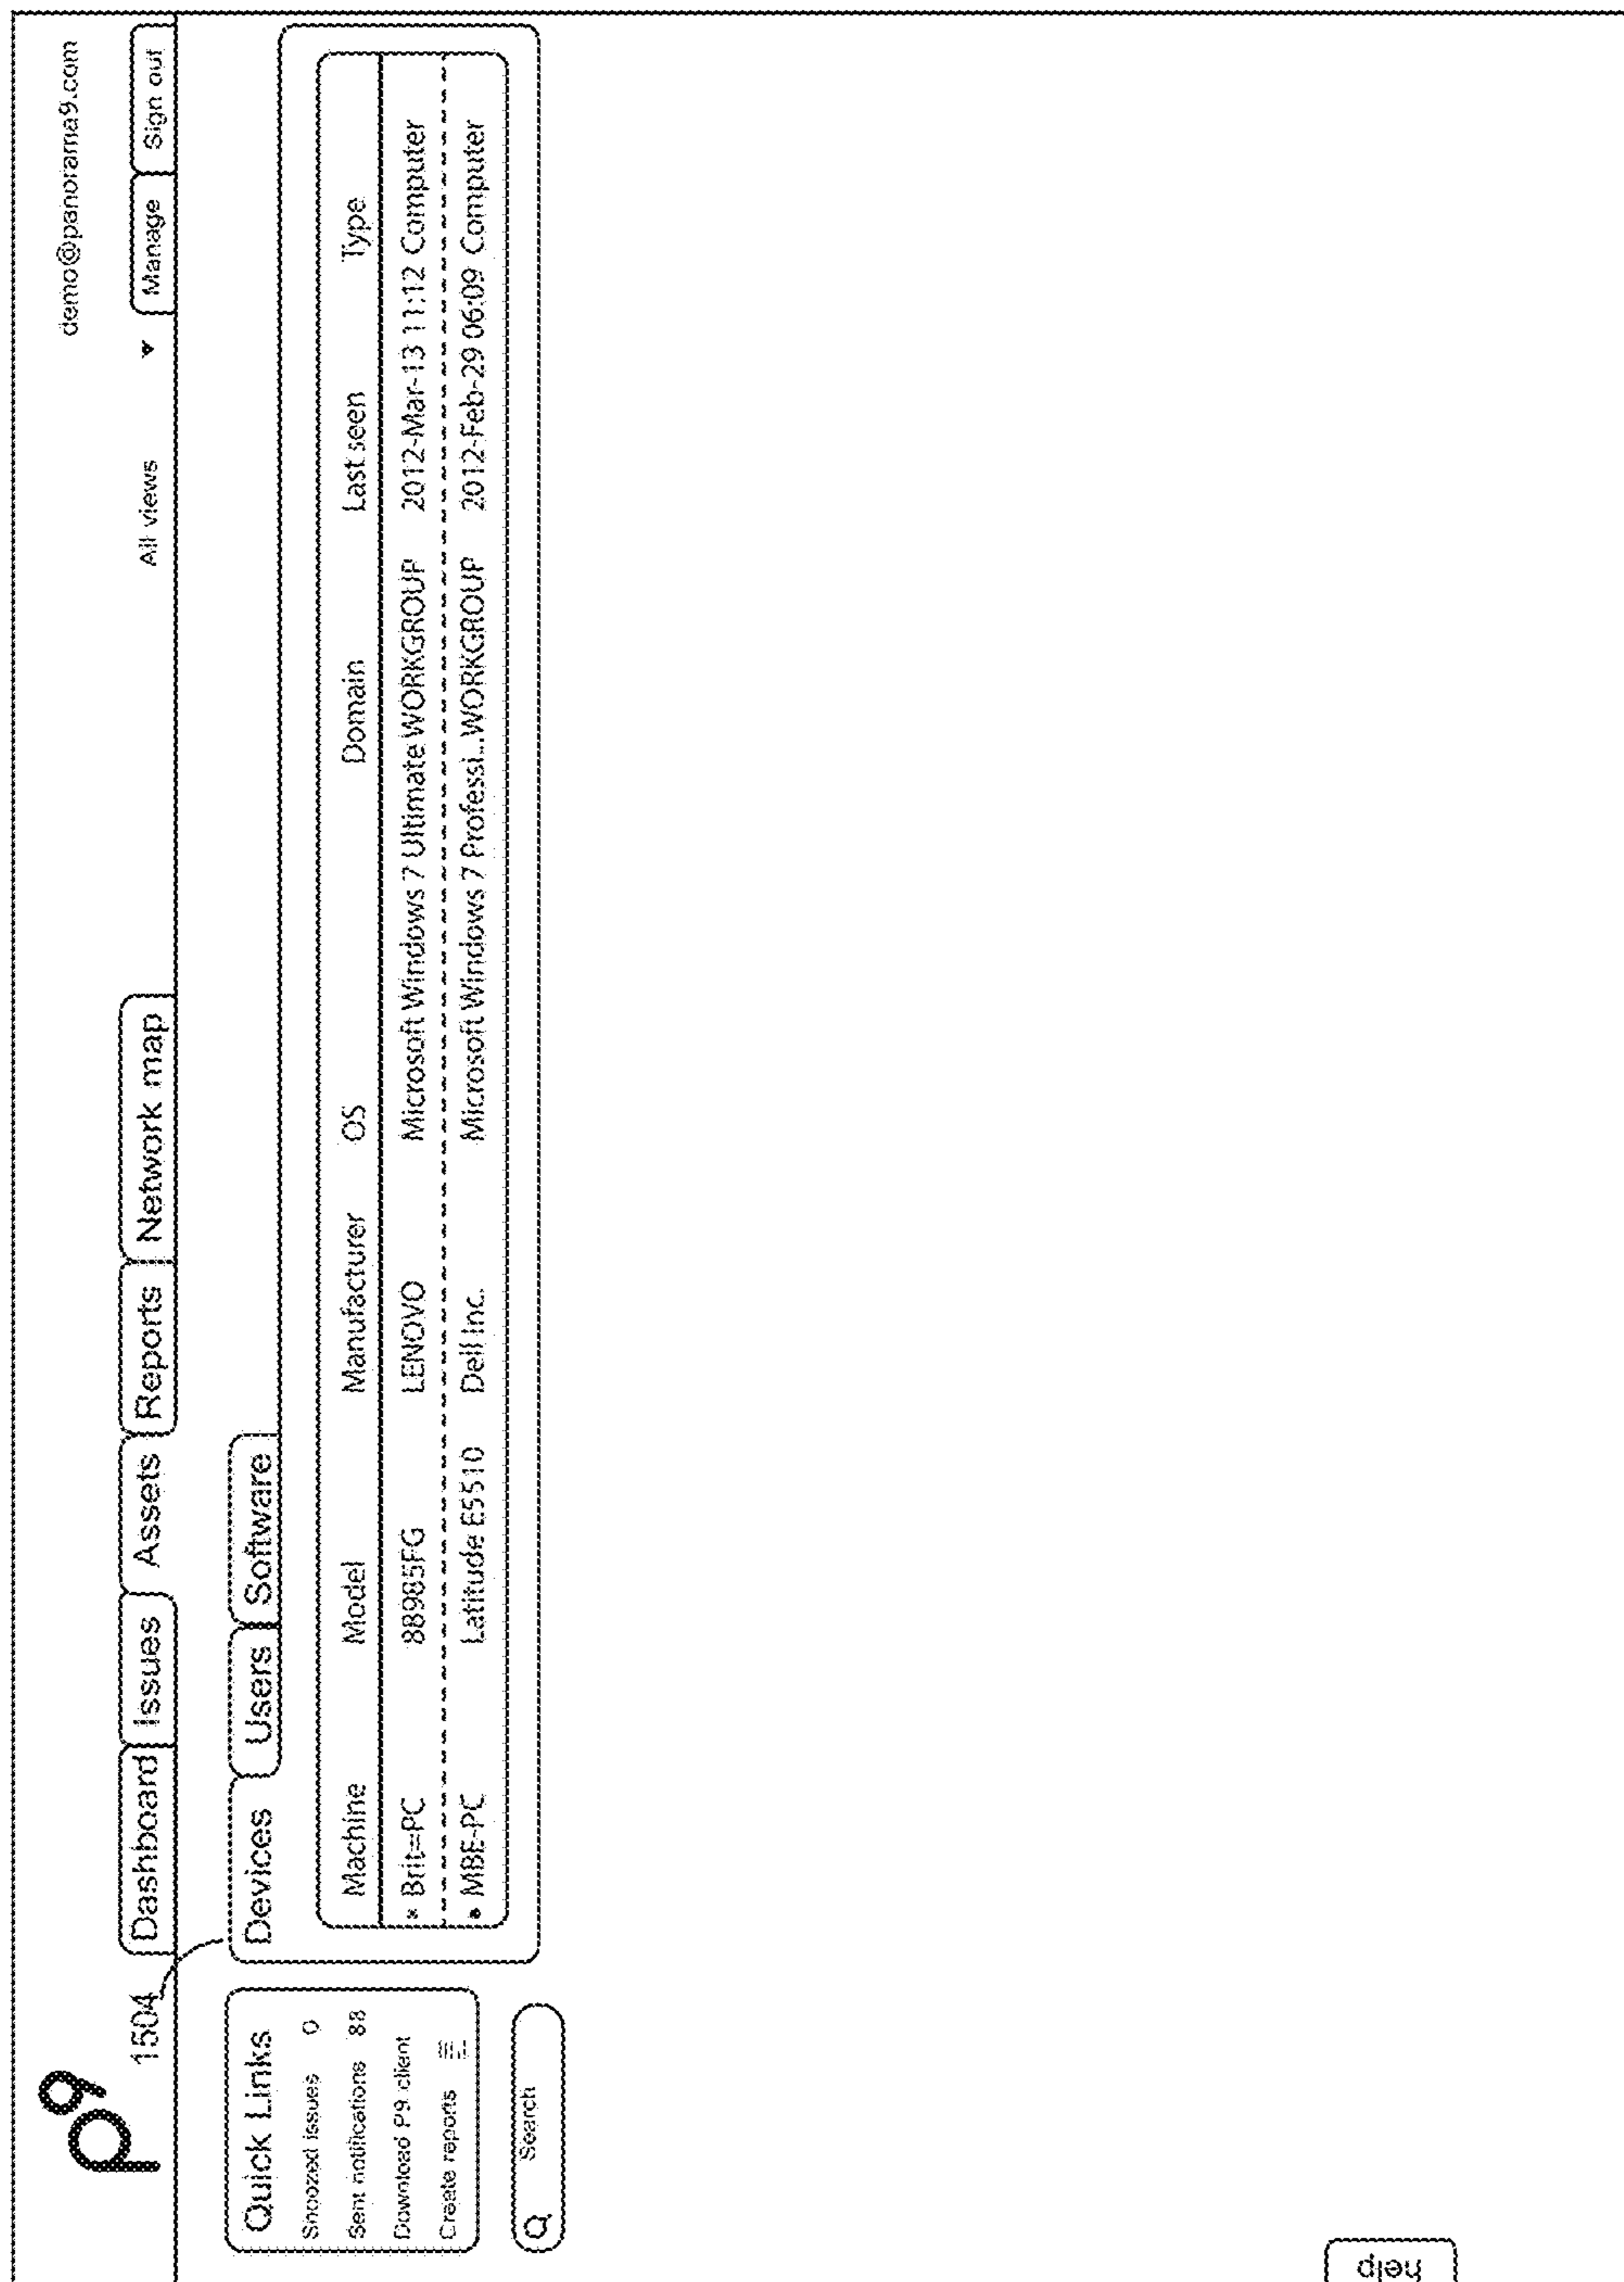 demo@panorama9.com
p9
1504 Dashboard Issues Assets Reports Network map All views Manage Sign out
Quick Links
Snoozed issues 0
Sent notifications 88
Download P9 client
Create reports
Search
Devices Users Software
Machine Model Manufacturer OS Domain Last seen Type
* Brit=PC 88985FG LENOVO Microsoft Windows 7 Ultimate WORKGROUP 2012-Mar-13 11:12 Computer
• MBE-PC Latitude E5510 Dell Inc. Microsoft Windows 7 Professi...WORKGROUP 2012-Feb-29 06:09 Computer
help